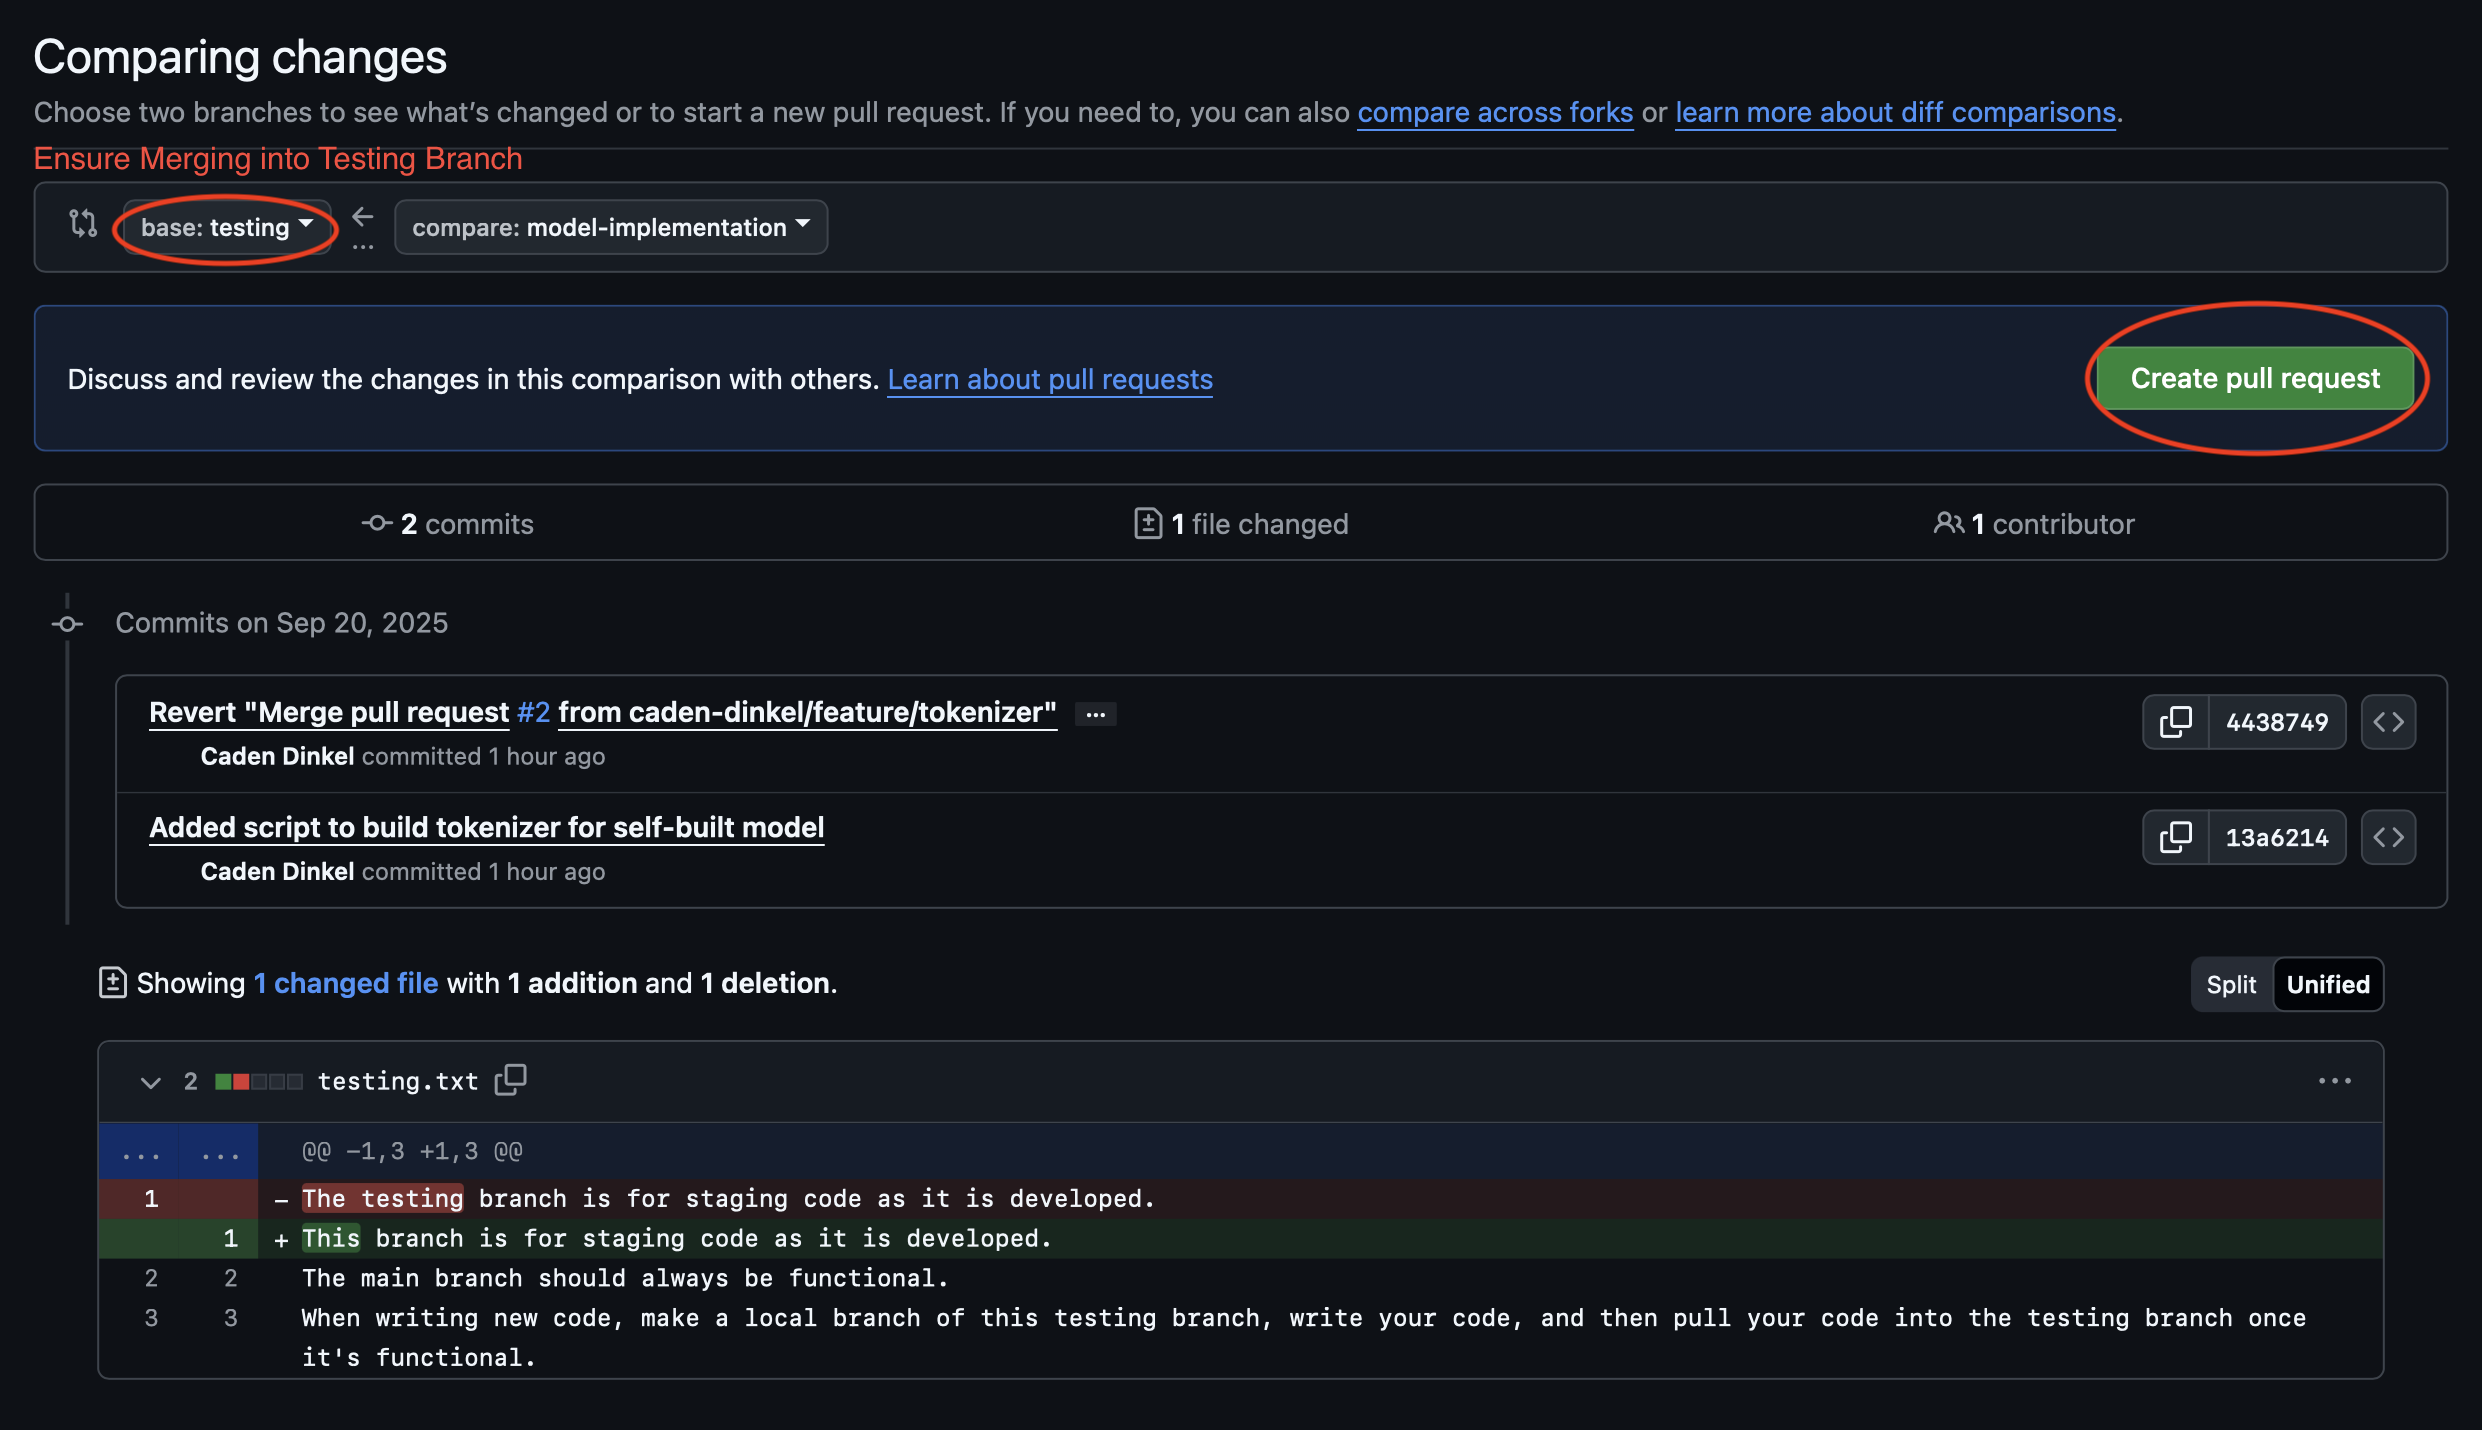 Comparing changes
Choose two branches to see what's changed or to start a new pull request. If you need to, you can also compare across forks or learn more about diff comparisons.
Ensure Merging into Testing Branch
base: testing compare: model-implementation
Discuss and review the changes in this comparison with others. Learn about pull requests Create pull request
2 commits 1 file changed 1 contributor
Commits on Sep 20, 2025
Revert "Merge pull request #2 from caden-dinkel/feature/tokenizer" ... 4438749
Caden Dinkel committed 1 hour ago
Added script to build tokenizer for self-built model 13a6214
Caden Dinkel committed 1 hour ago
Showing 1 changed file with 1 addition and 1 deletion. Split Unified
2 testing.txt
... ... @@ -1,3 +1,3 @@
1 - The testing branch is for staging code as it is developed.
1 + This branch is for staging code as it is developed.
2 2 The main branch should always be functional.
3 3 When writing new code, make a local branch of this testing branch, write your code, and then pull your code into the testing branch once
it's functional.